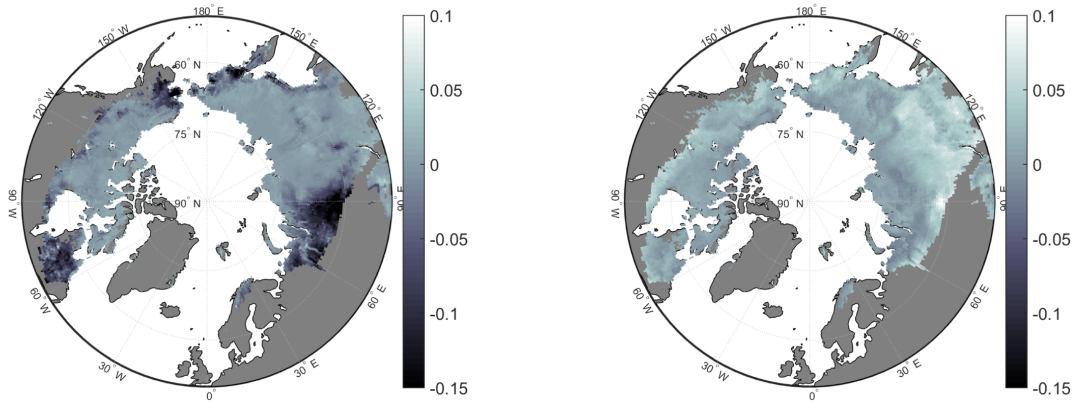 180° E
150° W
150° E
60° N
120° W
120° E
75° N
90° W
90° N
90° E
60° W
60° E
30° W
30° E
0°
0.1
0.05
0
-0.05
-0.1
-0.15
180° E
150° W
150° E
60° N
120° W
120° E
75° N
90° W
90° N
90° E
60° W
60° E
30° W
30° E
0°
0.1
0.05
0
-0.05
-0.1
-0.15